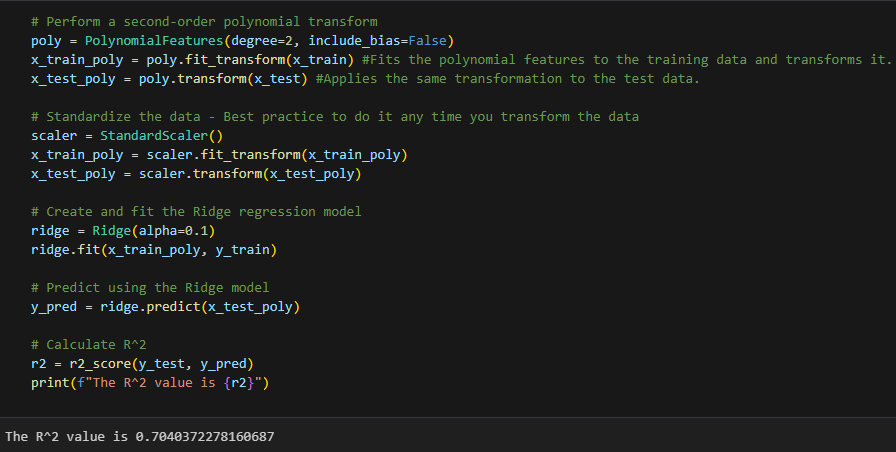 # Perform a second-order polynomial transform
poly = PolynomialFeatures(degree=2, include_bias=False)
x_train_poly = poly.fit_transform(x_train) #Fits the polynomial features to the training data and transforms it.
x_test_poly = poly.transform(x_test) #Applies the same transformation to the test data.
# Standardize the data - Best practice to do it any time you transform the data
scaler = StandardScaler()
x_train_poly = scaler.fit_transform(x_train_poly)
x_test_poly = scaler.transform(x_test_poly)
# Create and fit the Ridge regression model
ridge = Ridge(alpha=0.1)
ridge.fit(x_train_poly, y_train)
# Predict using the Ridge model
y_pred = ridge.predict(x_test_poly)
# Calculate R^2
r2 = r2_score(y_test, y_pred)
print(f"The R^2 value is {r2}")
The R^2 value is 0.7040372278160687